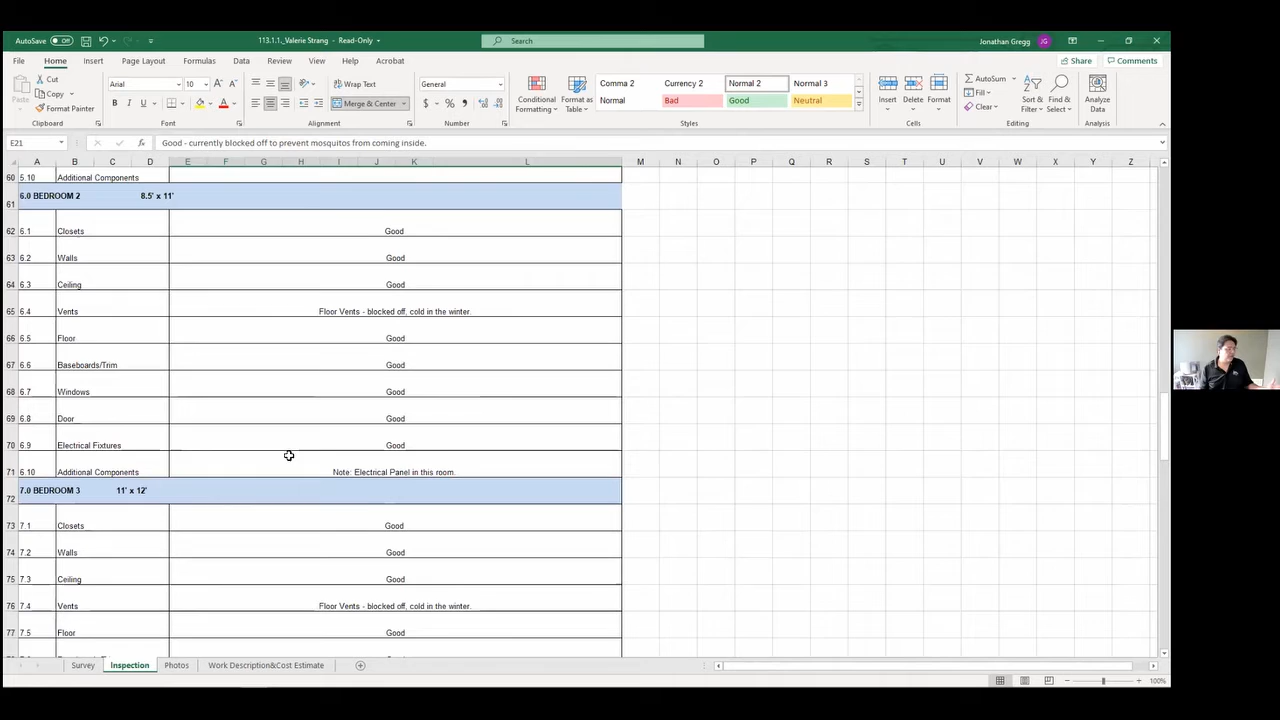 AutoSave Off 113.1.1._Valerie Strang - Read-Only Search Jonathan Gregg JG
File Home Insert Page Layout Formulas Data Review View Help Acrobat Share Comments
Paste Cut Copy Format Painter Clipboard
Arial 10 B I U Font
Wrap Text Merge & Center Alignment
General $ % Number
Conditional Formatting Format as Table
Comma 2 Currency 2 Normal 2 Normal 3
Normal Bad Good Neutral
Styles
Insert Delete Format Cells
AutoSum Fill Clear Sort & Filter Find & Select Editing
Analyze Data Analysis
E21 fx Good - currently blocked off to prevent mosquitos from coming inside.
A B C D E F G H I J K L M N O P Q R S T U V W X Y Z
60 5.10 Additional Components
61 6.0 BEDROOM 2 8.5' x 11'
62 6.1 Closets Good
63 6.2 Walls Good
64 6.3 Ceiling Good
65 6.4 Vents Floor Vents - blocked off, cold in the winter.
66 6.5 Floor Good
67 6.6 Baseboards/Trim Good
68 6.7 Windows Good
69 6.8 Door Good
70 6.9 Electrical Fixtures Good
71 6.10 Additional Components Note: Electrical Panel in this room.
72 7.0 BEDROOM 3 11' x 12'
73 7.1 Closets Good
74 7.2 Walls Good
75 7.3 Ceiling Good
76 7.4 Vents Floor Vents - blocked off, cold in the winter.
77 7.5 Floor Good
Survey Inspection Photos Work Description&Cost Estimate
100%